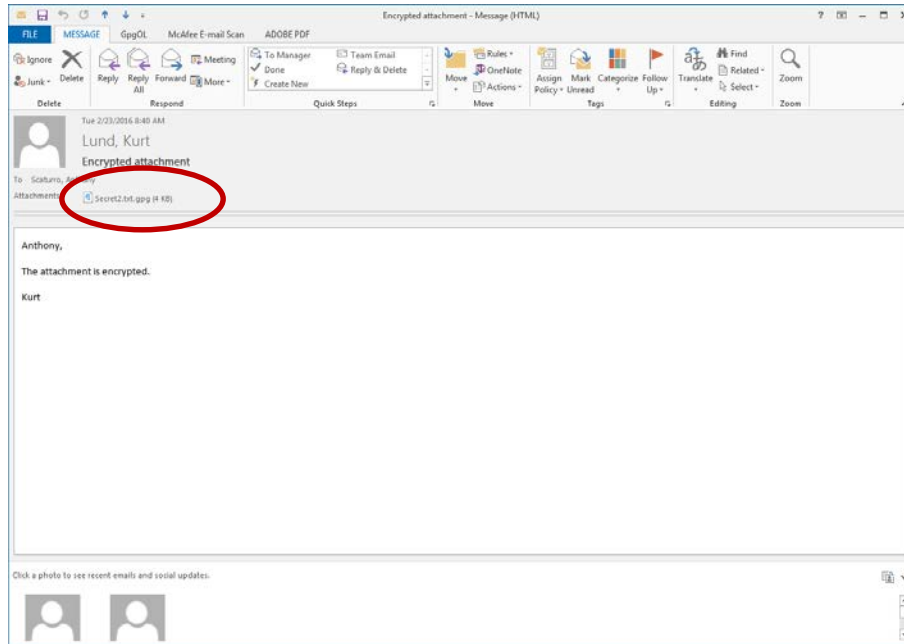 Encrypted attachment - Message (HTML)
FILE MESSAGE GpgOL McAfee E-mail Scan ADOBE PDF
Ignore
Junk
Delete
Reply
Reply All
Forward
Meeting
More
To Manager
Done
Create New
Team Email
Reply & Delete
Move
Rules
OneNote
Actions
Assign Policy
Mark Unread
Categorize
Follow Up
Translate
Find
Related
Select
Zoom
Delete Respond Quick Steps Move Tags Editing Zoom
Tue 2/23/2016 8:40 AM
Lund, Kurt
Encrypted attachment
To Scaturro, Anthony
Attachments Secret2.txt.gpg (4 KB)
Anthony,
The attachment is encrypted.
Kurt
Click a photo to see recent emails and social updates.